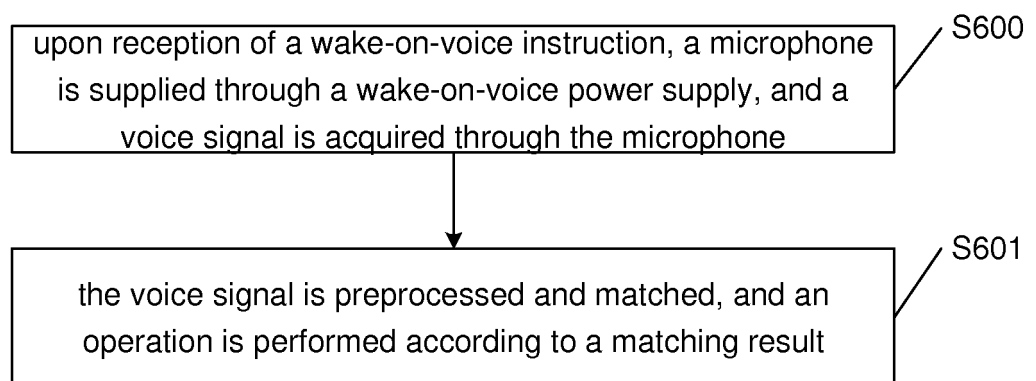 upon reception of a wake-on-voice instruction, a microphone
is supplied through a wake-on-voice power supply, and a
voice signal is acquired through the microphone
S600
the voice signal is preprocessed and matched, and an
operation is performed according to a matching result
S601